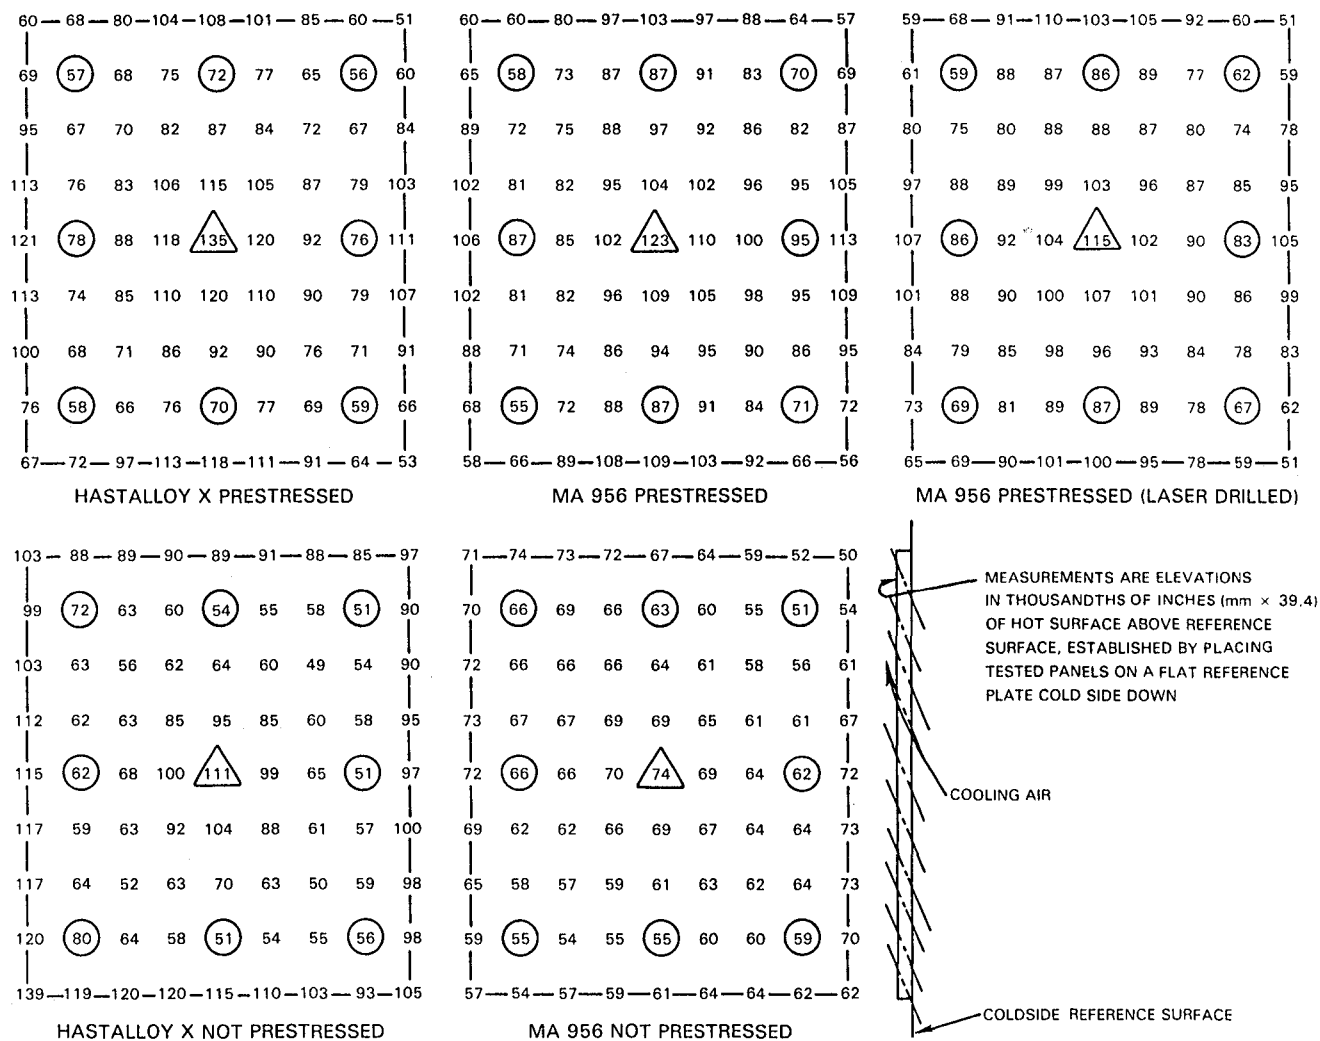 60 68 80 104 108 101 85 60 51
69 57 68 75 72 77 65 56 60
95 67 70 82 87 84 72 67 84
113 76 83 106 115 105 87 79 103
121 78 88 118 135 120 92 76 111
113 74 85 110 120 110 90 79 107
100 68 71 86 92 90 76 71 91
76 58 66 76 70 77 69 59 66
67 72 97 113 118 111 91 64 53
HASTALLOY X PRESTRESSED
60 60 80 97 103 97 88 64 57
65 58 73 87 87 91 83 70 69
89 72 75 88 97 92 86 82 87
102 81 82 95 104 102 96 95 105
106 87 85 102 123 110 100 95 113
102 81 82 96 109 105 98 95 109
88 71 74 86 94 95 90 86 95
68 55 72 88 87 91 84 71 72
58 66 89 108 109 103 92 66 56
MA 956 PRESTRESSED
59 68 91 110 103 105 92 60 51
61 59 88 87 86 89 77 62 59
80 75 80 88 88 87 80 74 78
97 88 89 99 103 96 87 85 95
107 86 92 104 115 102 90 83 105
101 88 90 100 107 101 90 86 99
84 79 85 98 96 93 84 78 83
73 69 81 89 87 89 78 67 62
65 69 90 101 100 95 78 59 51
MA 956 PRESTRESSED (LASER DRILLED)
103 88 89 90 89 91 88 85 97
99 72 63 60 54 55 58 51 90
103 63 56 62 64 60 49 54 90
112 62 63 85 95 85 60 58 95
115 62 68 100 111 99 65 51 97
117 59 63 92 104 88 61 57 100
117 64 52 63 70 63 50 59 98
120 80 64 58 51 54 55 56 98
139 119 120 120 115 110 103 93 105
HASTALLOY X NOT PRESTRESSED
71 74 73 72 67 64 59 52 50
70 66 69 66 63 60 55 51 54
72 66 66 66 64 61 58 56 61
73 67 67 69 69 65 61 61 67
72 66 66 70 74 69 64 62 72
69 62 62 66 69 67 64 64 73
65 58 57 59 61 63 62 64 73
59 55 54 55 55 60 60 59 70
57 54 57 59 61 64 64 62 62
MA 956 NOT PRESTRESSED
MEASUREMENTS ARE ELEVATIONS
IN THOUSANDTHS OF INCHES (mm × 39.4)
OF HOT SURFACE ABOVE REFERENCE
SURFACE, ESTABLISHED BY PLACING
TESTED PANELS ON A FLAT REFERENCE
PLATE COLD SIDE DOWN
COOLING AIR
COLDSIDE REFERENCE SURFACE